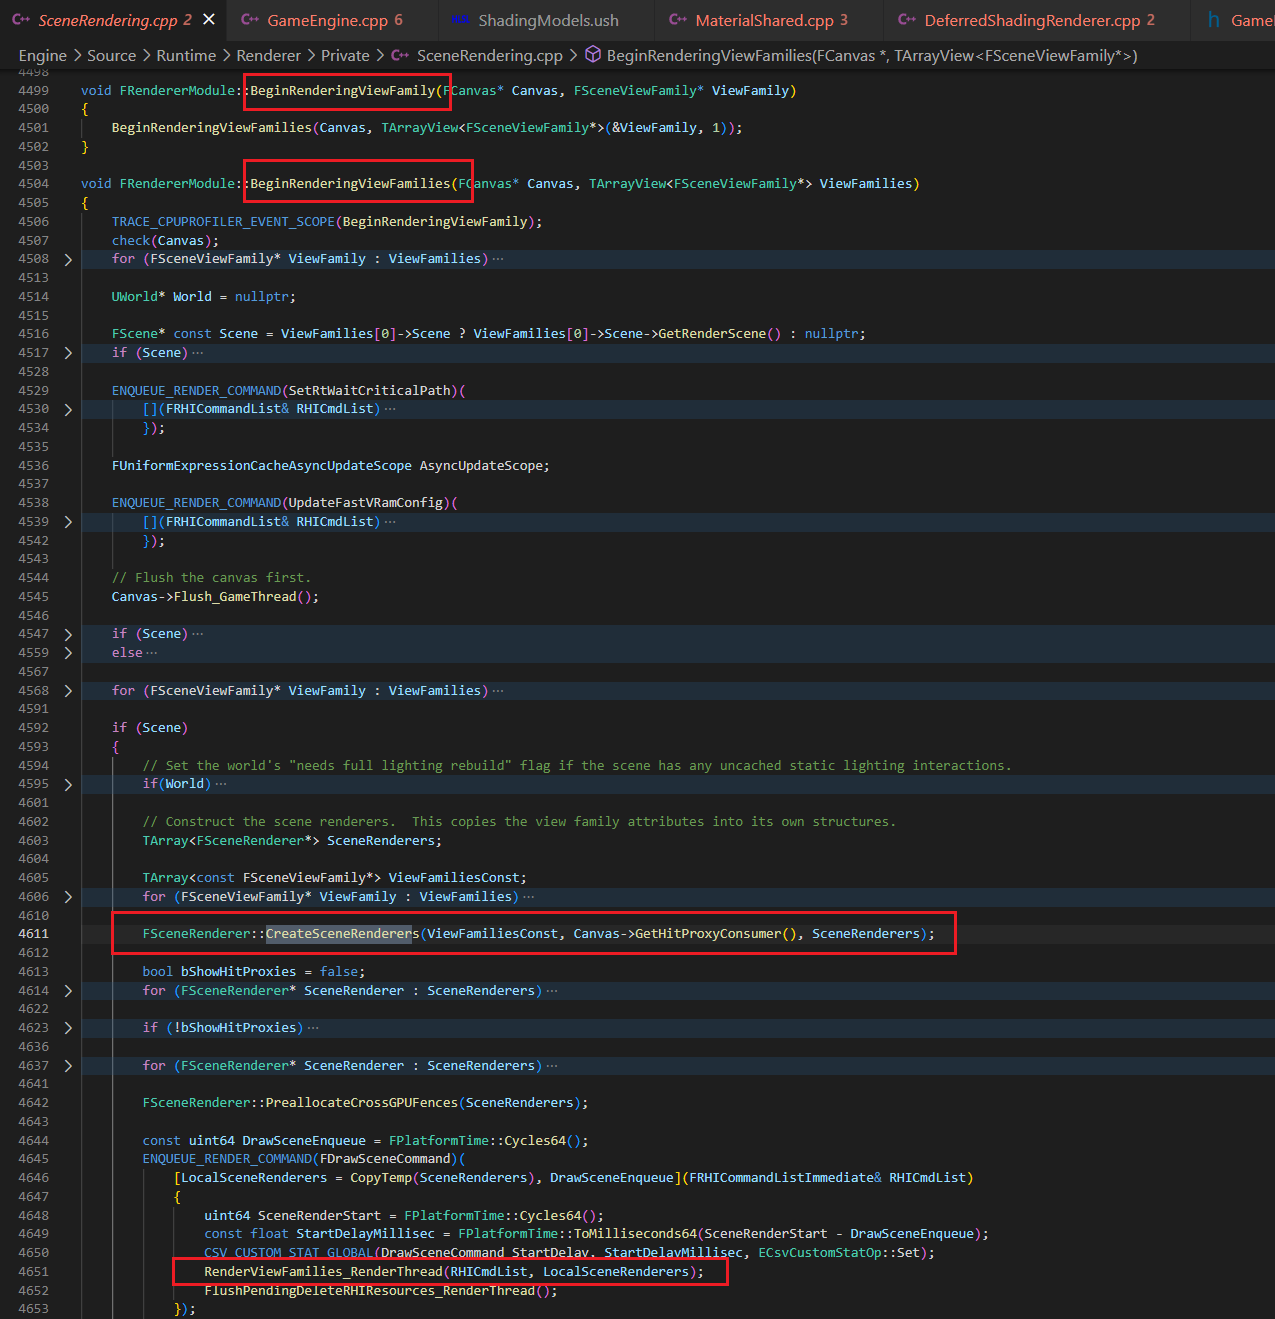 SceneRendering.cpp 2 GameEngine.cpp 6 ShadingModels.ush MaterialShared.cpp 3 DeferredShadingRenderer.cpp 2 Game
Engine > Source > Runtime > Renderer > Private > SceneRendering.cpp > BeginRenderingViewFamilies(FCanvas *, TArrayView<FSceneViewFamily*>)
4498
4499 void FRendererModule::BeginRenderingViewFamily(FCanvas* Canvas, FSceneViewFamily* ViewFamily)
4500 {
4501 BeginRenderingViewFamilies(Canvas, TArrayView<FSceneViewFamily*>(&ViewFamily, 1));
4502 }
4503
4504 void FRendererModule::BeginRenderingViewFamilies(FCanvas* Canvas, TArrayView<FSceneViewFamily*> ViewFamilies)
4505 {
4506 TRACE_CPUPROFILER_EVENT_SCOPE(BeginRenderingViewFamily);
4507 check(Canvas);
4508 for (FSceneViewFamily* ViewFamily : ViewFamilies)···
4513
4514 UWorld* World = nullptr;
4515
4516 FScene* const Scene = ViewFamilies[0]->Scene ? ViewFamilies[0]->Scene->GetRenderScene() : nullptr;
4517 if (Scene)···
4528
4529 ENQUEUE_RENDER_COMMAND(SetRtWaitCriticalPath)(
4530 [](FRHICommandList& RHICmdList)···
4534 });
4535
4536 FUniformExpressionCacheAsyncUpdateScope AsyncUpdateScope;
4537
4538 ENQUEUE_RENDER_COMMAND(UpdateFastVRamConfig)(
4539 [](FRHICommandList& RHICmdList)···
4542 });
4543
4544 // Flush the canvas first.
4545 Canvas->Flush_GameThread();
4546
4547 if (Scene)···
4559 else···
4567
4568 for (FSceneViewFamily* ViewFamily : ViewFamilies)···
4591
4592 if (Scene)
4593 {
4594 // Set the world's "needs full lighting rebuild" flag if the scene has any uncached static lighting interactions.
4595 if(World)···
4601
4602 // Construct the scene renderers.  This copies the view family attributes into its own structures.
4603 TArray<FSceneRenderer*> SceneRenderers;
4604
4605 TArray<const FSceneViewFamily*> ViewFamiliesConst;
4606 for (FSceneViewFamily* ViewFamily : ViewFamilies)···
4610
4611 FSceneRenderer::CreateSceneRenderers(ViewFamiliesConst, Canvas->GetHitProxyConsumer(), SceneRenderers);
4612
4613 bool bShowHitProxies = false;
4614 for (FSceneRenderer* SceneRenderer : SceneRenderers)···
4622
4623 if (!bShowHitProxies)···
4636
4637 for (FSceneRenderer* SceneRenderer : SceneRenderers)···
4641
4642 FSceneRenderer::PreallocateCrossGPUFences(SceneRenderers);
4643
4644 const uint64 DrawSceneEnqueue = FPlatformTime::Cycles64();
4645 ENQUEUE_RENDER_COMMAND(FDrawSceneCommand)(
4646 [LocalSceneRenderers = CopyTemp(SceneRenderers), DrawSceneEnqueue](FRHICommandListImmediate& RHICmdList)
4647 {
4648 uint64 SceneRenderStart = FPlatformTime::Cycles64();
4649 const float StartDelayMillisec = FPlatformTime::ToMilliseconds64(SceneRenderStart - DrawSceneEnqueue);
4650 CSV_CUSTOM_STAT_GLOBAL(DrawSceneCommand_StartDelay, StartDelayMillisec, ECsvCustomStatOp::Set);
4651 RenderViewFamilies_RenderThread(RHICmdList, LocalSceneRenderers);
4652 FlushPendingDeleteRHIResources_RenderThread();
4653 });